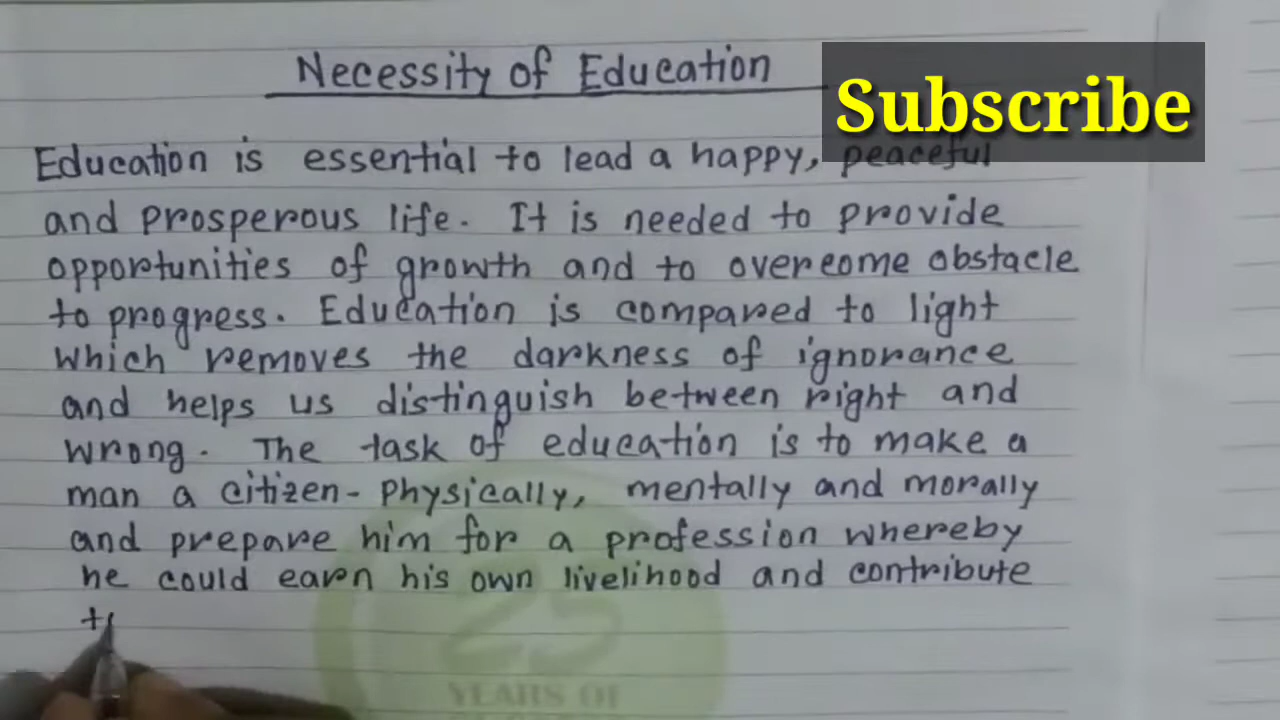 Necessity of Education
Subscribe
Education is essential to lead a happy, peaceful
and prosperous life. It is needed to provide
opportunities of growth and to overcome obstacle
to progress. Education is compared to light
which removes the darkness of ignorance
and helps us distinguish between right and
wrong. The task of education is to make a
man a citizen- physically, mentally and morally
and prepare him for a profession whereby
he could earn his own livelihood and contribute
25
YEARS OF